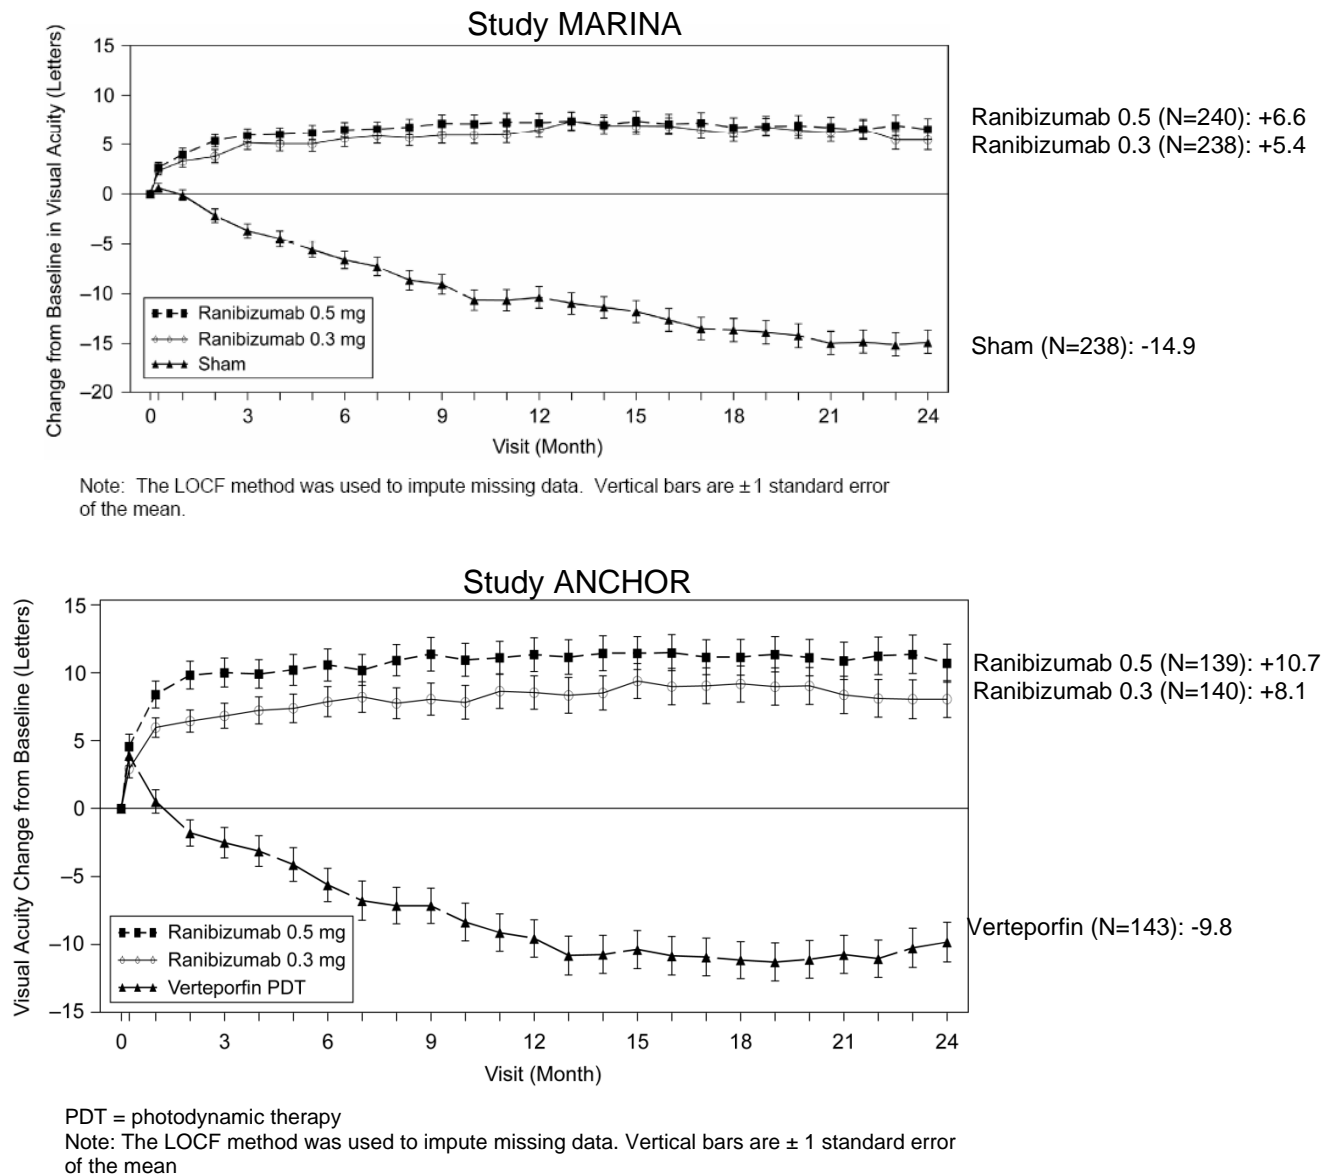 Study MARINA
Change from Baseline in Visual Acuity (Letters)
15
10
5
0
−5
−10
−15
−20
Ranibizumab 0.5 mg
Ranibizumab 0.3 mg
Sham
0 3 6 9 12 15 18 21 24
Visit (Month)
Ranibizumab 0.5 (N=240): +6.6
Ranibizumab 0.3 (N=238): +5.4
Sham (N=238): -14.9
Note: The LOCF method was used to impute missing data. Vertical bars are ±1 standard error
of the mean.
Study ANCHOR
Visual Acuity Change from Baseline (Letters)
15
10
5
0
−5
−10
−15
Ranibizumab 0.5 mg
Ranibizumab 0.3 mg
Verteporfin PDT
0 3 6 9 12 15 18 21 24
Visit (Month)
Ranibizumab 0.5 (N=139): +10.7
Ranibizumab 0.3 (N=140): +8.1
Verteporfin (N=143): -9.8
PDT = photodynamic therapy
Note: The LOCF method was used to impute missing data. Vertical bars are ± 1 standard error
of the mean